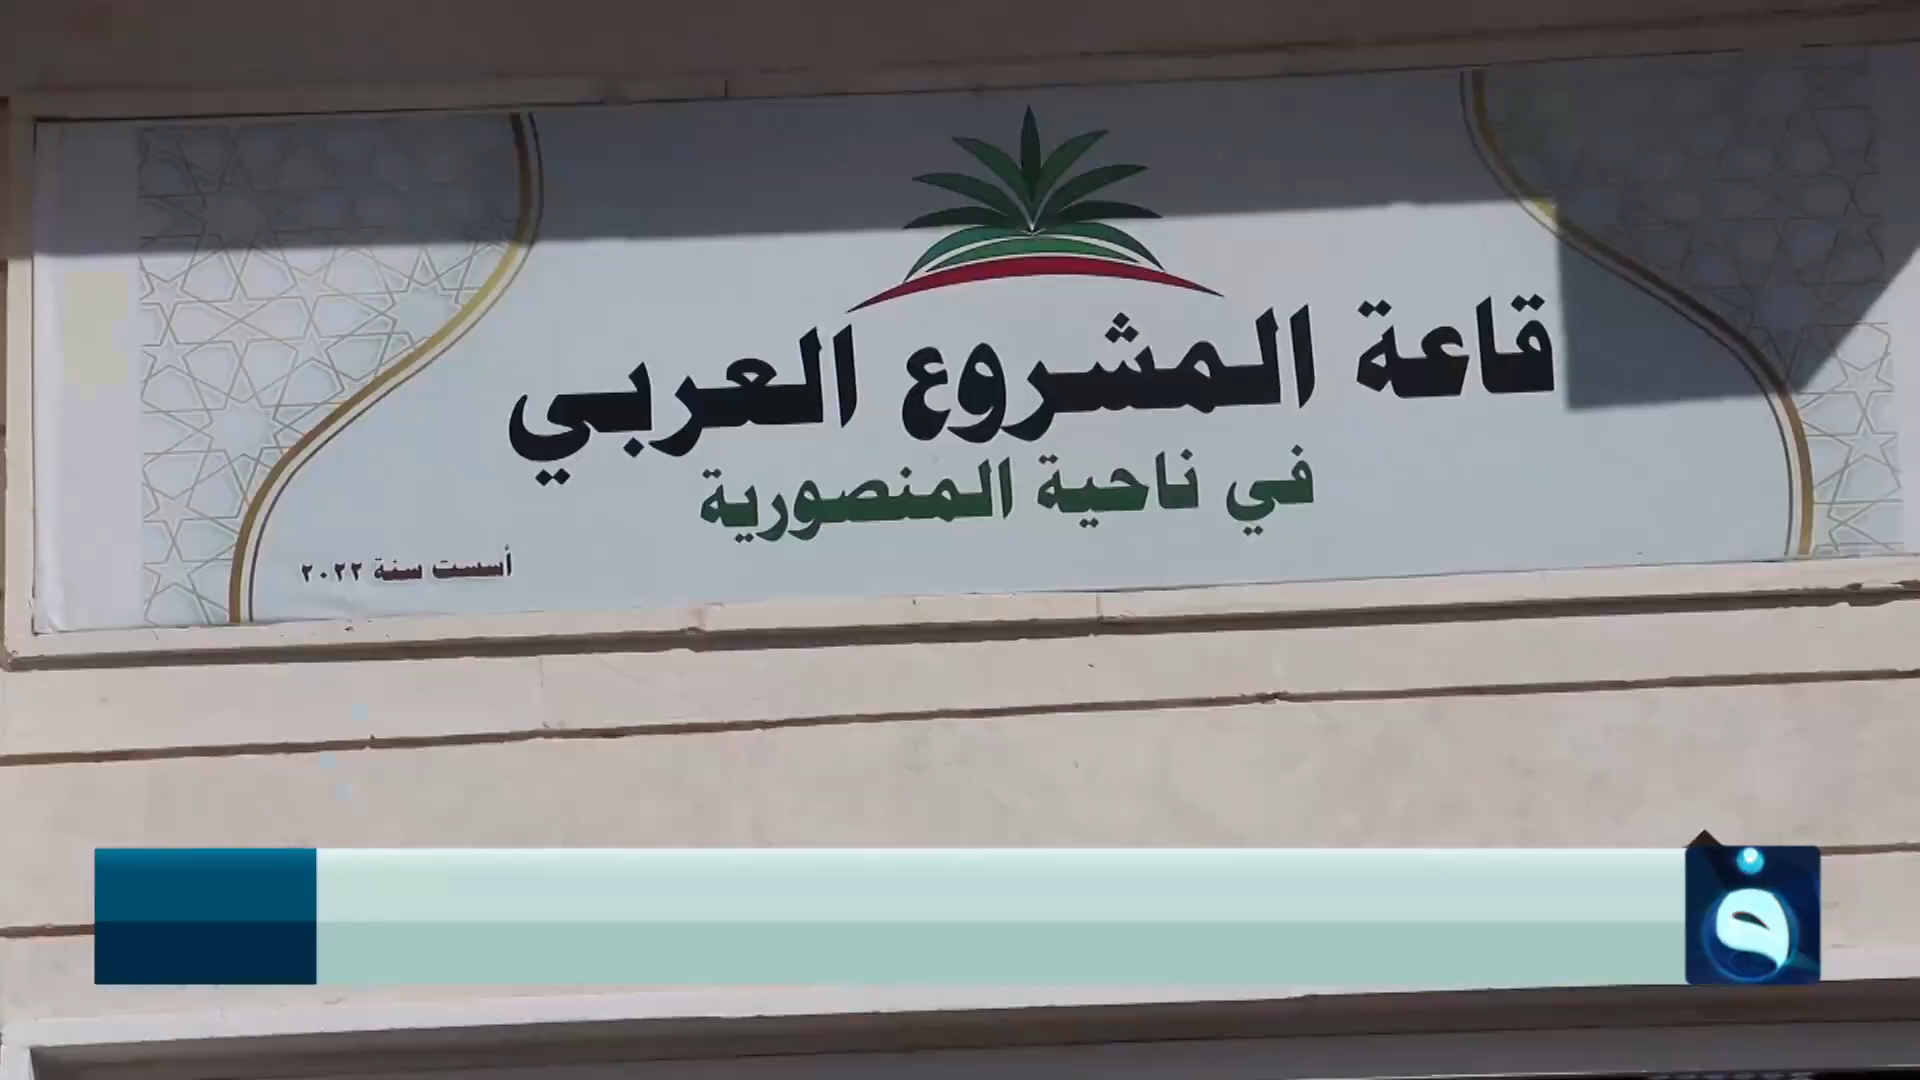 قاعة المشروع العربي
في ناحية المنصورية
أسست سنة ٢٠٢٢